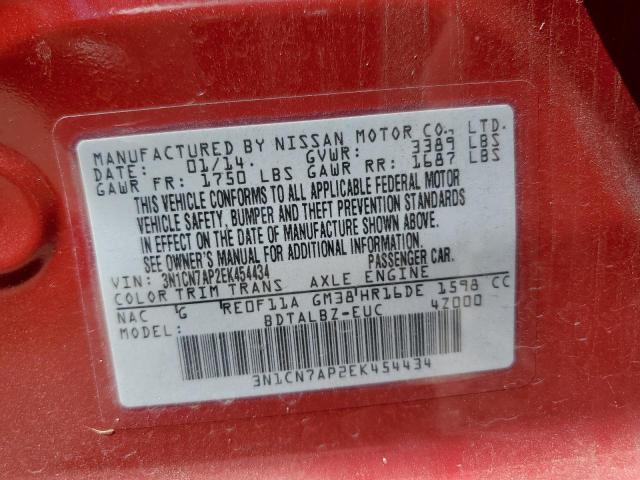 MANUFACTURED BY NISSAN MOTOR CO., LTD.
DATE: 01/14. GVWR: 3389 LBS
GAWR FR: 1750 LBS GAWR RR: 1687 LBS
THIS VEHICLE CONFORMS TO ALL APPLICABLE FEDERAL MOTOR
VEHICLE SAFETY, BUMPER AND THEFT PREVENTION STANDARDS
IN EFFECT ON THE DATE OF MANUFACTURE SHOWN ABOVE.
SEE OWNER'S MANUAL FOR ADDITIONAL INFORMATION.
VIN: 3N1CN7AP2EK454434 PASSENGER CAR.
COLOR TRIM TRANS AXLE ENGINE
NAC G RE0F11A GM38 HR16DE 1598 CC
MODEL: BDTALBZ-EUC 4Z000
3N1CN7AP2EK454434